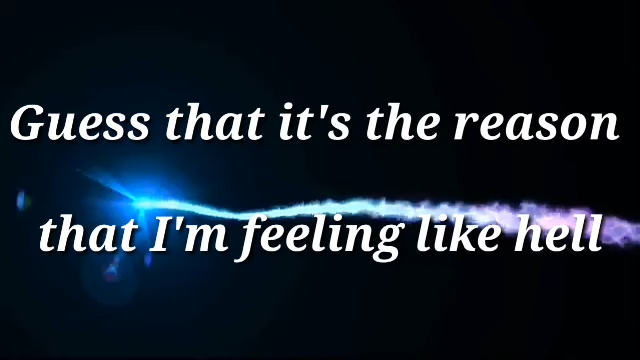 Guess that it's the reason
that I'm feeling like hell